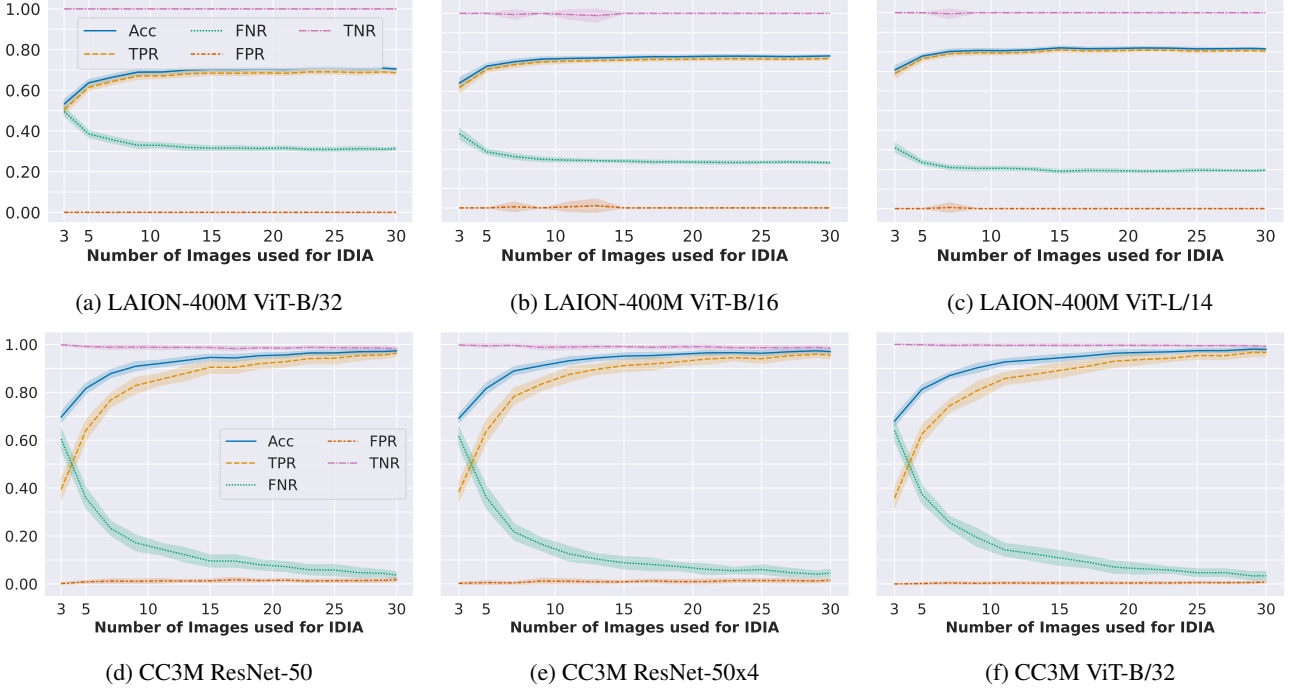 1.00
0.80
0.60
0.40
0.20
0.00
Acc
TPR
FNR
FPR
TNR
3 5 10 15 20 25 30
Number of Images used for IDIA
3 5 10 15 20 25 30
Number of Images used for IDIA
3 5 10 15 20 25 30
Number of Images used for IDIA
(a) LAION-400M ViT-B/32
(b) LAION-400M ViT-B/16
(c) LAION-400M ViT-L/14
1.00
0.80
0.60
0.40
0.20
0.00
Acc
TPR
FNR
FPR
TNR
3 5 10 15 20 25 30
Number of Images used for IDIA
3 5 10 15 20 25 30
Number of Images used for IDIA
3 5 10 15 20 25 30
Number of Images used for IDIA
(d) CC3M ResNet-50
(e) CC3M ResNet-50x4
(f) CC3M ViT-B/32